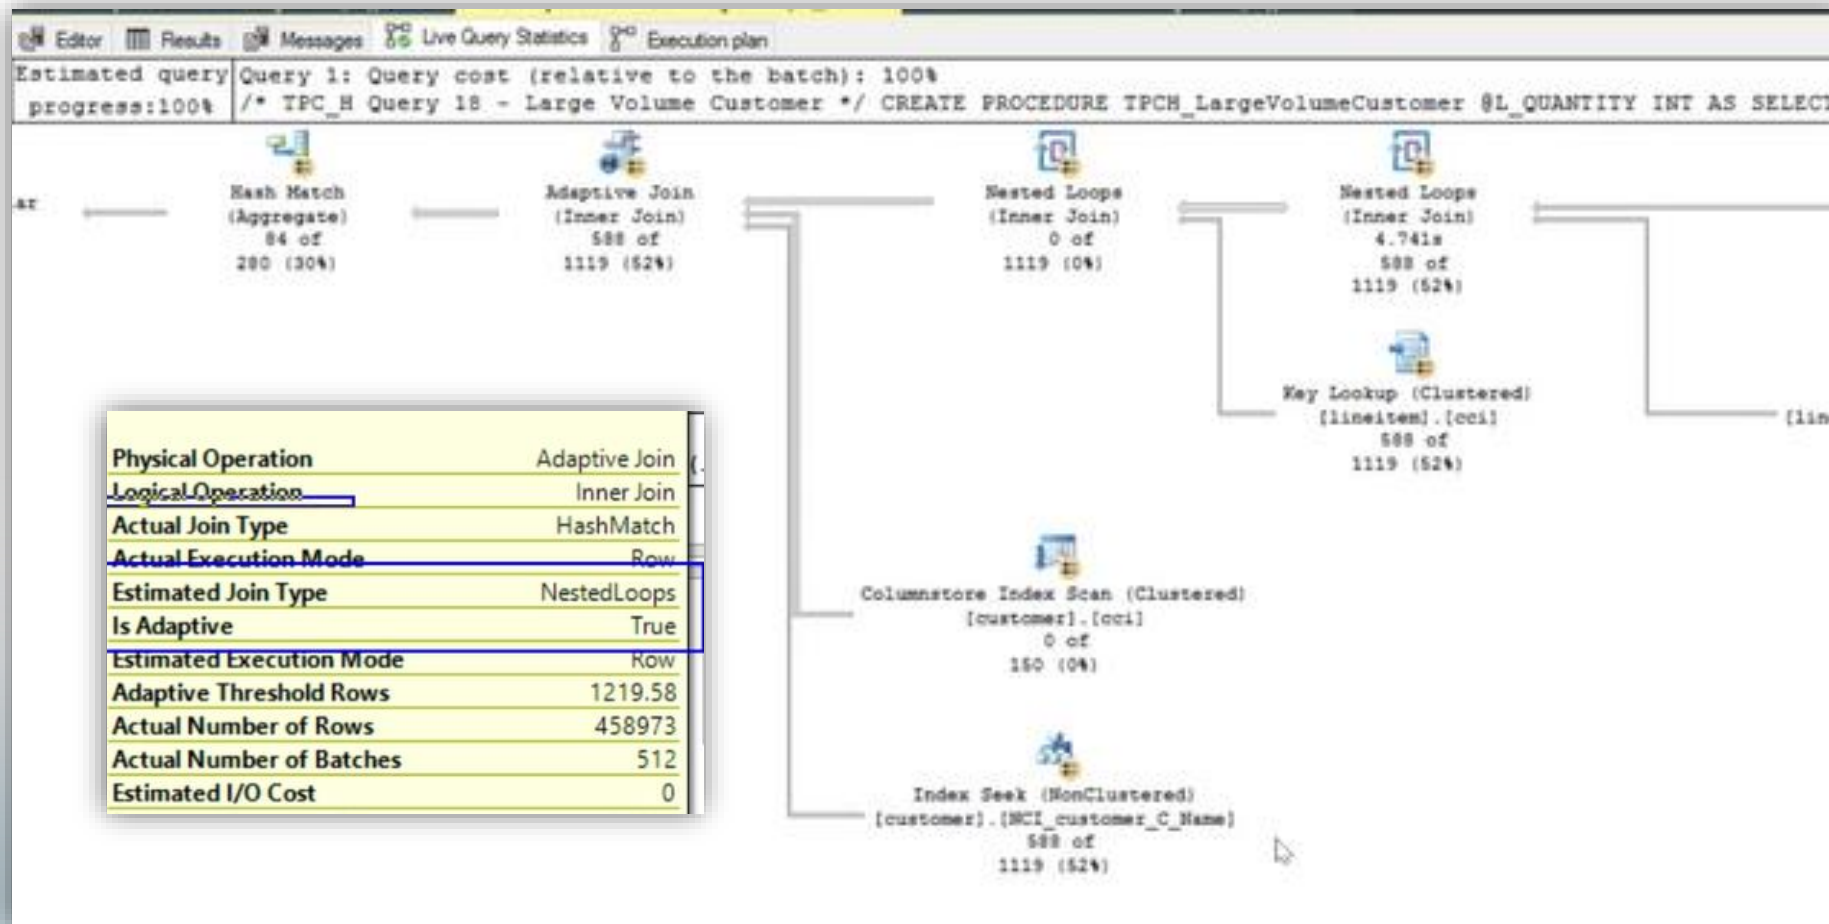 Editor Results Messages Live Query Statistics Execution plan
Estimated query Query 1: Query cost (relative to the batch): 100%
progress:100% /* TPC_H Query 18 - Large Volume Customer */ CREATE PROCEDURE TPCH_LargeVolumeCustomer @L_QUANTITY INT AS SELECT
ar
Hash Match
(Aggregate)
84 of
280 (30%)
Adaptive Join
(Inner Join)
588 of
1119 (52%)
Nested Loops
(Inner Join)
0 of
1119 (0%)
Nested Loops
(Inner Join)
4.741s
588 of
1119 (52%)
Key Lookup (Clustered)
[lineitem].[cci]
588 of
1119 (52%)
[lin
Columnstore Index Scan (Clustered)
[customer].[cci]
0 of
150 (0%)
Index Seek (NonClustered)
[customer].[NCI_customer_C_Name]
588 of
1119 (52%)
Physical Operation Adaptive Join
Logical Operation Inner Join
Actual Join Type HashMatch
Actual Execution Mode Row
Estimated Join Type NestedLoops
Is Adaptive True
Estimated Execution Mode Row
Adaptive Threshold Rows 1219.58
Actual Number of Rows 458973
Actual Number of Batches 512
Estimated I/O Cost 0